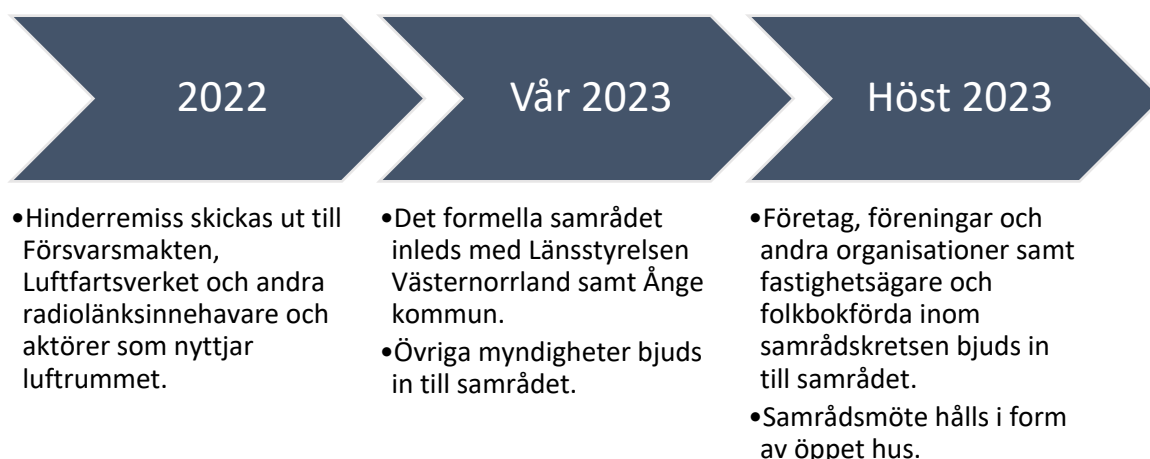 2022
•Hinderremiss skickas ut till
Försvarsmakten,
Luftfartsverket och andra
radiolänksinnehavare och
aktörer som nyttjar
luftrummet.
Vår 2023
•Det formella samrådet
inleds med Länsstyrelsen
Västernorrland samt Ånge
kommun.
•Övriga myndigheter bjuds
in till samrådet.
Höst 2023
•Företag, föreningar och
andra organisationer samt
fastighetsägare och
folkbokförda inom
samrådskretsen bjuds in
till samrådet.
•Samrådsmöte hålls i form
av öppet hus.